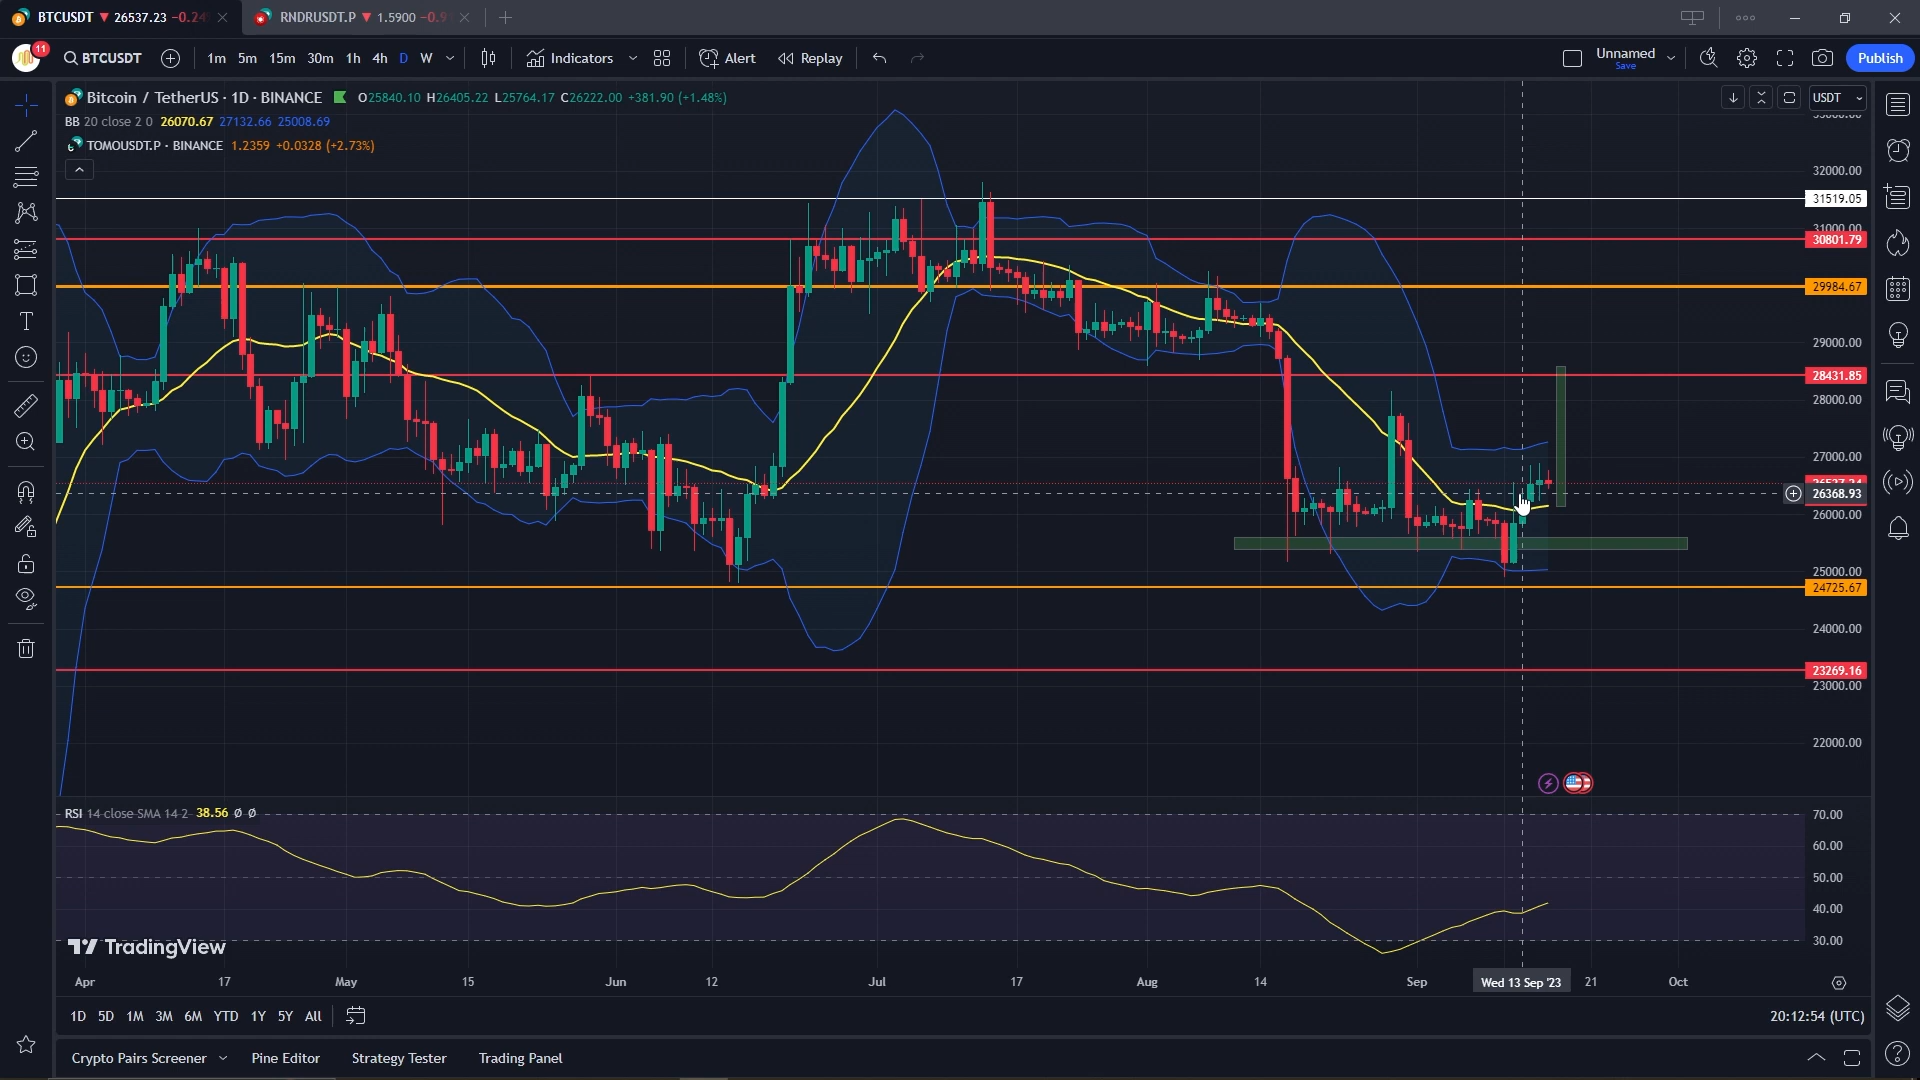 BTCUSDT ▼ 26537.23 −0.24
RNDRUSDT.P ▼ 1.5900 −0.9
11
BTCUSDT 1m 5m 15m 30m 1h 4h D W Indicators Alert Replay Unnamed Save Publish
Bitcoin / TetherUS · 1D · BINANCE O25840.10 H26405.22 L25764.17 C26222.00 +381.90 (+1.48%)
USDT
BB 20 close 2 0 26070.67 27132.66 25008.69
TOMOUSDT.P · BINANCE 1.2359 +0.0328 (+2.73%)
32000.00
31519.05
31000.00
30801.79
29984.67
29000.00
28431.85
28000.00
27000.00
26368.93
26000.00
25000.00
24725.67
24000.00
23269.16
23000.00
22000.00
RSI 14 close SMA 14 2 38.56 Ø Ø
70.00
60.00
50.00
40.00
30.00
TradingView
Apr 17 May 15 Jun 12 Jul 17 Aug 14 Sep Wed 13 Sep '23 21 Oct
1D 5D 1M 3M 6M YTD 1Y 5Y All 20:12:54 (UTC)
Crypto Pairs Screener Pine Editor Strategy Tester Trading Panel